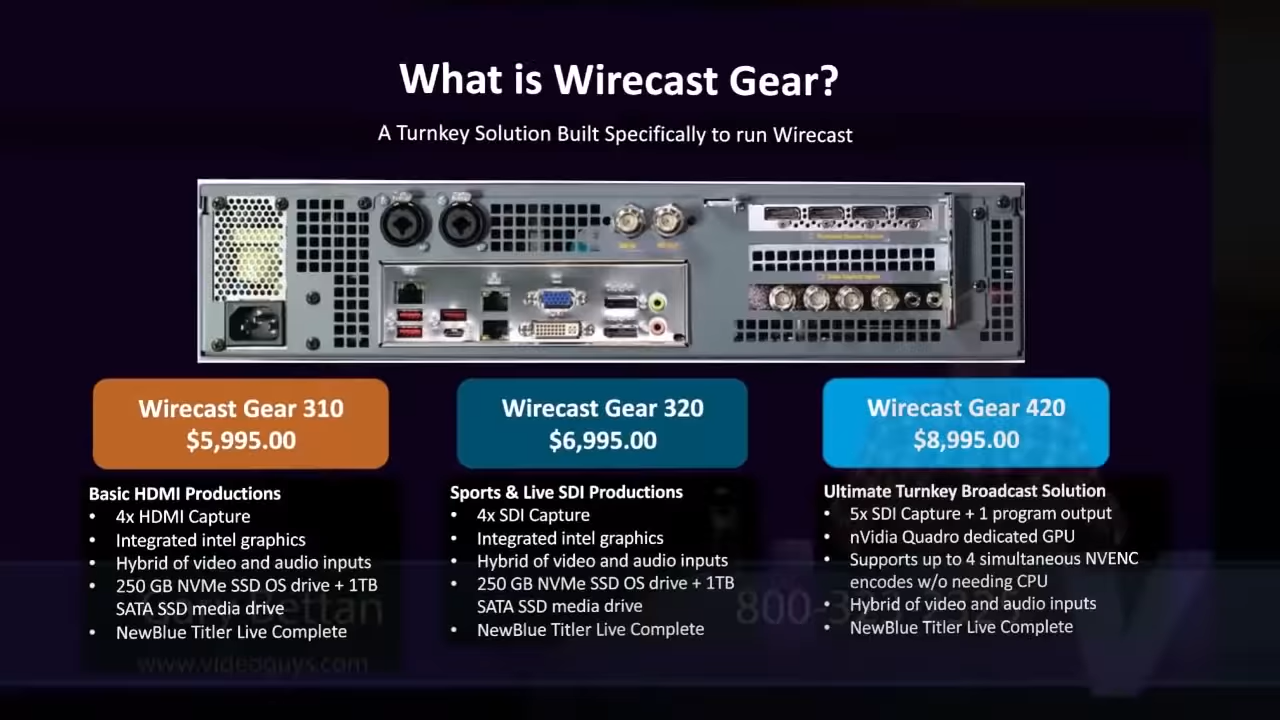 What is Wirecast Gear?
A Turnkey Solution Built Specifically to run Wirecast
Wirecast Gear 310
$5,995.00
Basic HDMI Productions
• 4x HDMI Capture
• Integrated intel graphics
• Hybrid of video and audio inputs
• 250 GB NVMe SSD OS drive + 1TB
SATA SSD media drive
• NewBlue Titler Live Complete
Wirecast Gear 320
$6,995.00
Sports & Live SDI Productions
• 4x SDI Capture
• Integrated intel graphics
• Hybrid of video and audio inputs
• 250 GB NVMe SSD OS drive + 1TB
SATA SSD media drive
• NewBlue Titler Live Complete
Wirecast Gear 420
$8,995.00
Ultimate Turnkey Broadcast Solution
• 5x SDI Capture + 1 program output
• nVidia Quadro dedicated GPU
• Supports up to 4 simultaneous NVENC
encodes w/o needing CPU
• Hybrid of video and audio inputs
• NewBlue Titler Live Complete
Bettan
www.videoguys.com